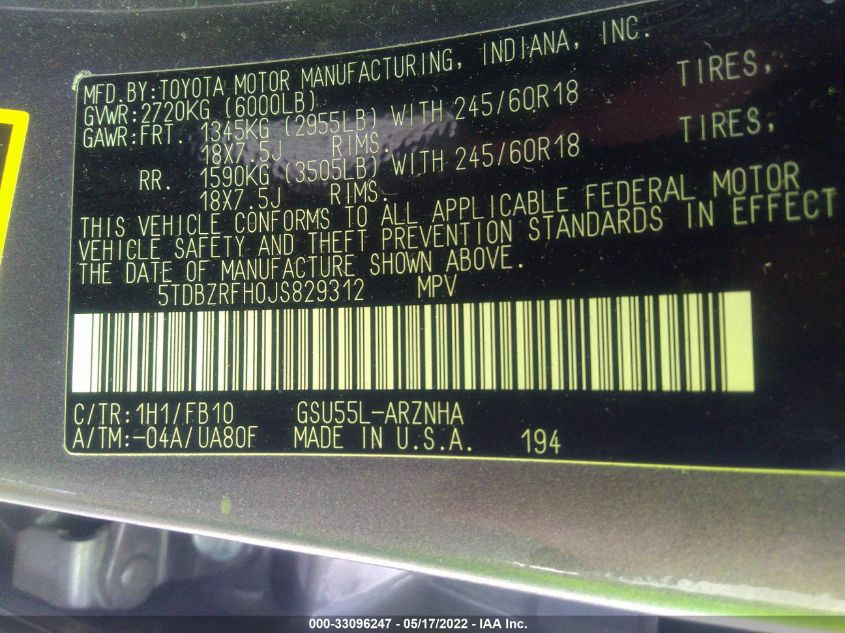 MFD.BY:TOYOTA MOTOR MANUFACTURING, INDIANA, INC.
GVWR:2720KG (6000LB)
GAWR:FRT. 1345KG (2955LB) WITH 245/60R18 TIRES,
18X7.5J RIMS.
RR. 1590KG (3505LB) WITH 245/60R18 TIRES,
18X7.5J RIMS.
THIS VEHICLE CONFORMS TO ALL APPLICABLE FEDERAL MOTOR
VEHICLE SAFETY AND THEFT PREVENTION STANDARDS IN EFFECT
THE DATE OF MANUFACTURE SHOWN ABOVE.
5TDBZRFH0JS829312 MPV
C/TR:1H1/FB10 GSU55L-ARZNHA
A/TM:-04A/UA80F MADE IN U.S.A. 194
000-33096247 - 05/17/2022 - IAA Inc.